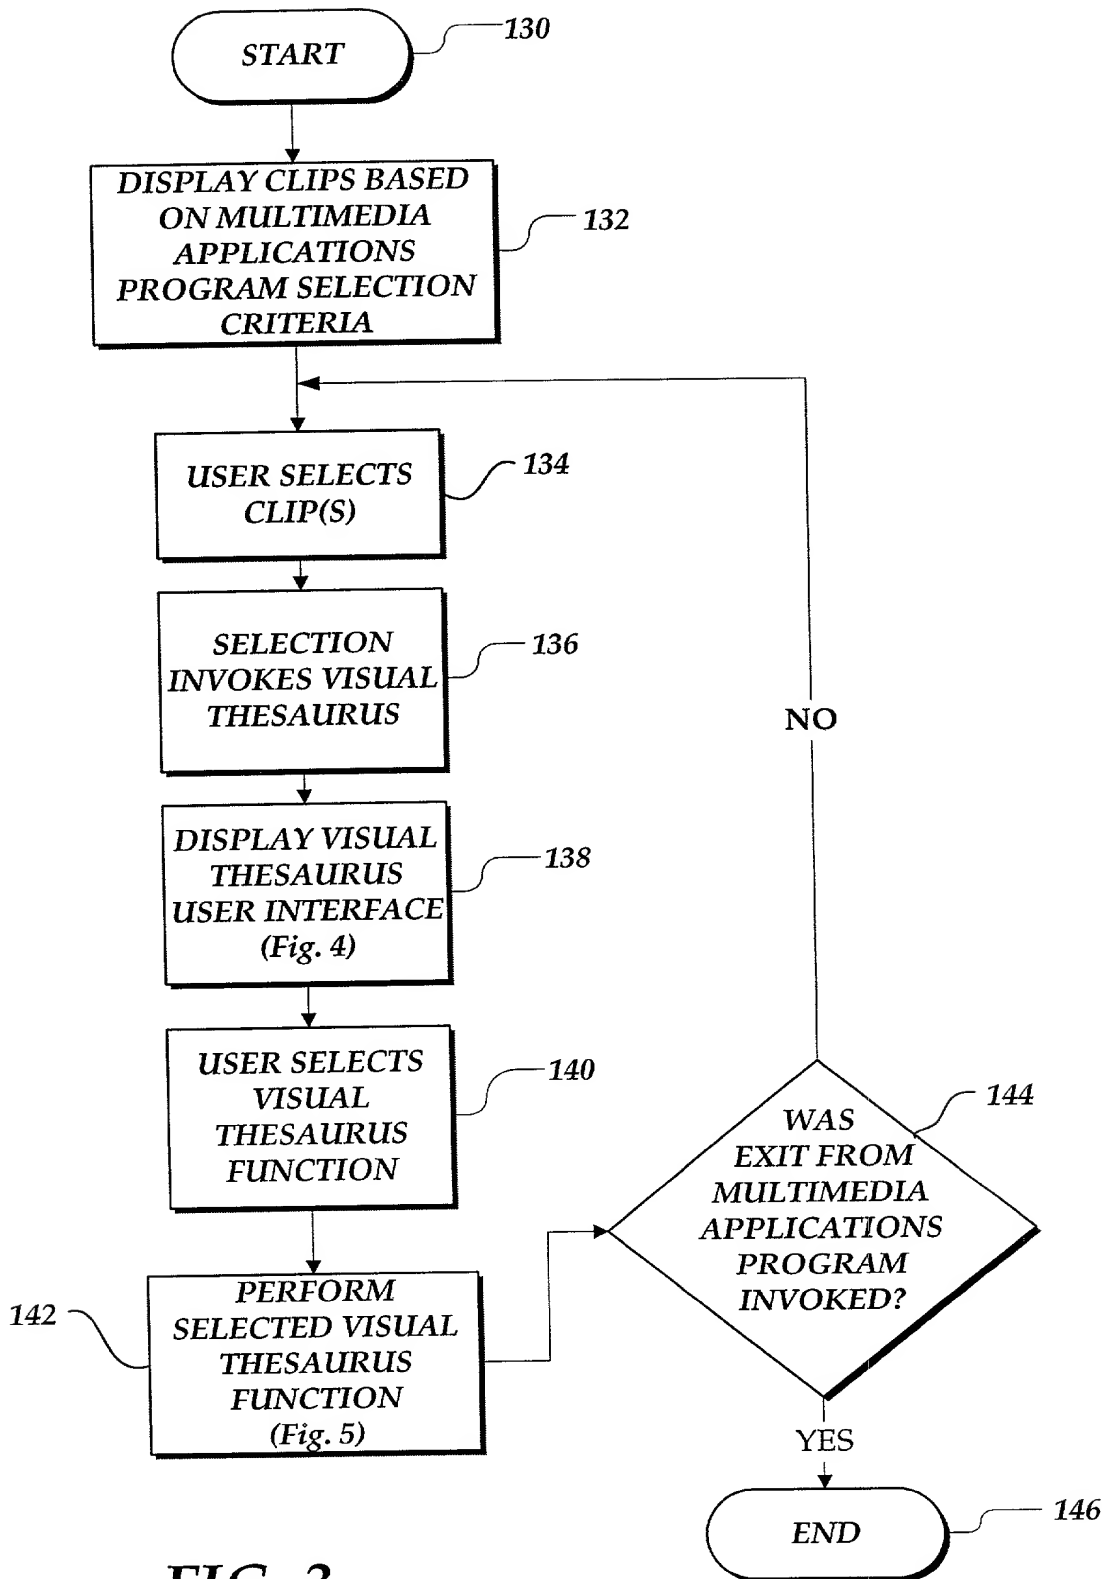 START
130
DISPLAY CLIPS BASED
ON MULTIMEDIA
APPLICATIONS
PROGRAM SELECTION
CRITERIA
132
USER SELECTS
CLIP(S)
134
SELECTION
INVOKES VISUAL
THESAURUS
136
DISPLAY VISUAL
THESAURUS
USER INTERFACE
(Fig. 4)
138
USER SELECTS
VISUAL
THESAURUS
FUNCTION
140
PERFORM
SELECTED VISUAL
THESAURUS
FUNCTION
(Fig. 5)
142
WAS
EXIT FROM
MULTIMEDIA
APPLICATIONS
PROGRAM
INVOKED?
144
NO
YES
END
146